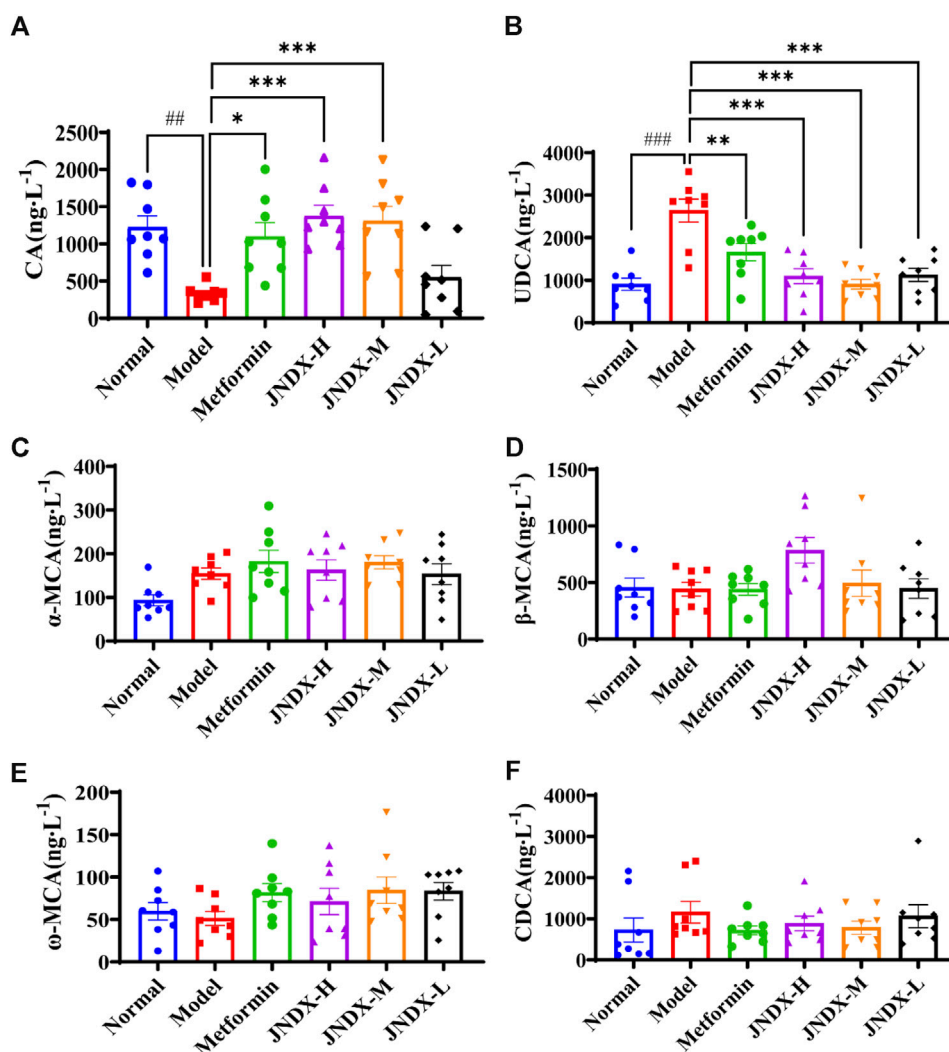 A
***
***
##
*
CA(ng·L⁻¹)
2500
2000
1500
1000
500
0
Normal
Model
Metformin
JNDX-H
JNDX-M
JNDX-L
B
***
***
***
###
**
UDCA(ng·L⁻¹)
4000
3000
2000
1000
0
Normal
Model
Metformin
JNDX-H
JNDX-M
JNDX-L
C
α-MCA(ng·L⁻¹)
400
300
200
100
0
Normal
Model
Metformin
JNDX-H
JNDX-M
JNDX-L
D
β-MCA(ng·L⁻¹)
1500
1000
500
0
Normal
Model
Metformin
JNDX-H
JNDX-M
JNDX-L
E
ω-MCA(ng·L⁻¹)
200
150
100
50
0
Normal
Model
Metformin
JNDX-H
JNDX-M
JNDX-L
F
CDCA(ng·L⁻¹)
4000
3000
2000
1000
0
Normal
Model
Metformin
JNDX-H
JNDX-M
JNDX-L